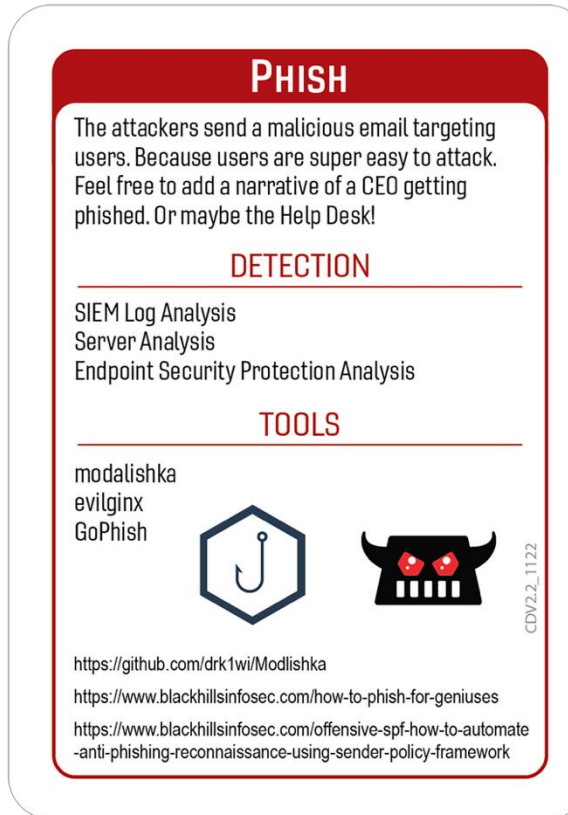 PHISH
The attackers send a malicious email targeting
users. Because users are super easy to attack.
Feel free to add a narrative of a CEO getting
phished. Or maybe the Help Desk!
DETECTION
SIEM Log Analysis
Server Analysis
Endpoint Security Protection Analysis
TOOLS
modalishka
evilginx
GoPhish
CDV2.2_1122
https://github.com/drk1wi/Modlishka
https://www.blackhillsinfosec.com/how-to-phish-for-geniuses
https://www.blackhillsinfosec.com/offensive-spf-how-to-automate
-anti-phishing-reconnaissance-using-sender-policy-framework